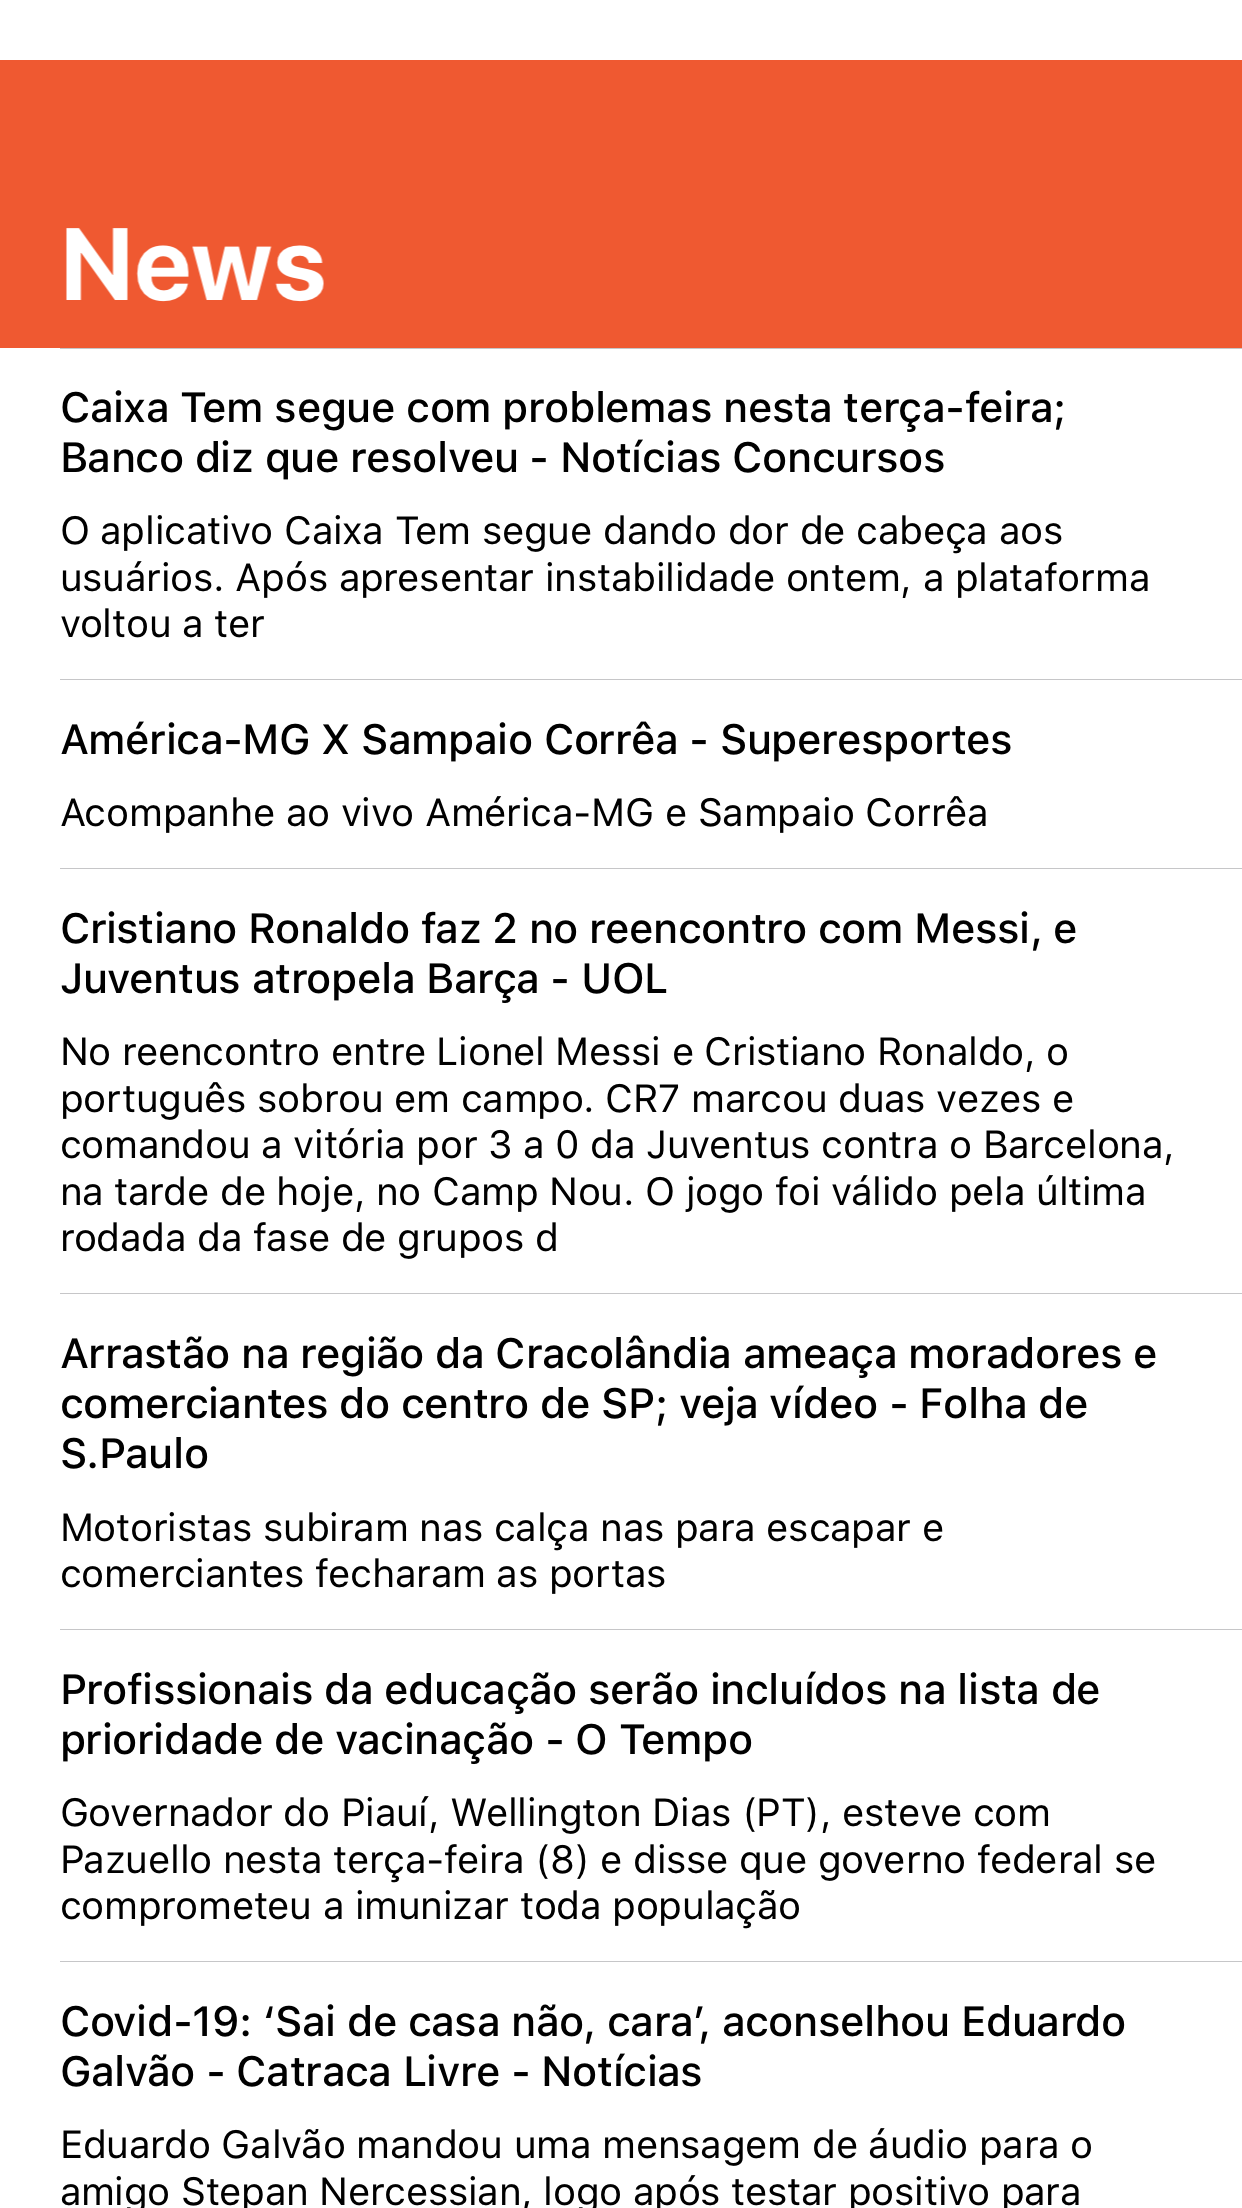 News
Caixa Tem segue com problemas nesta terça-feira;
Banco diz que resolveu - Notícias Concursos
O aplicativo Caixa Tem segue dando dor de cabeça aos
usuários. Após apresentar instabilidade ontem, a plataforma
voltou a ter
América-MG X Sampaio Corrêa - Superesportes
Acompanhe ao vivo América-MG e Sampaio Corrêa
Cristiano Ronaldo faz 2 no reencontro com Messi, e
Juventus atropela Barça - UOL
No reencontro entre Lionel Messi e Cristiano Ronaldo, o
português sobrou em campo. CR7 marcou duas vezes e
comandou a vitória por 3 a 0 da Juventus contra o Barcelona,
na tarde de hoje, no Camp Nou. O jogo foi válido pela última
rodada da fase de grupos d
Arrastão na região da Cracolândia ameaça moradores e
comerciantes do centro de SP; veja vídeo - Folha de
S.Paulo
Motoristas subiram nas calça nas para escapar e
comerciantes fecharam as portas
Profissionais da educação serão incluídos na lista de
prioridade de vacinação - O Tempo
Governador do Piauí, Wellington Dias (PT), esteve com
Pazuello nesta terça-feira (8) e disse que governo federal se
comprometeu a imunizar toda população
Covid-19: ‘Sai de casa não, cara’, aconselhou Eduardo
Galvão - Catraca Livre - Notícias
Eduardo Galvão mandou uma mensagem de áudio para o
amigo Stepan Nercessian, logo após testar positivo para